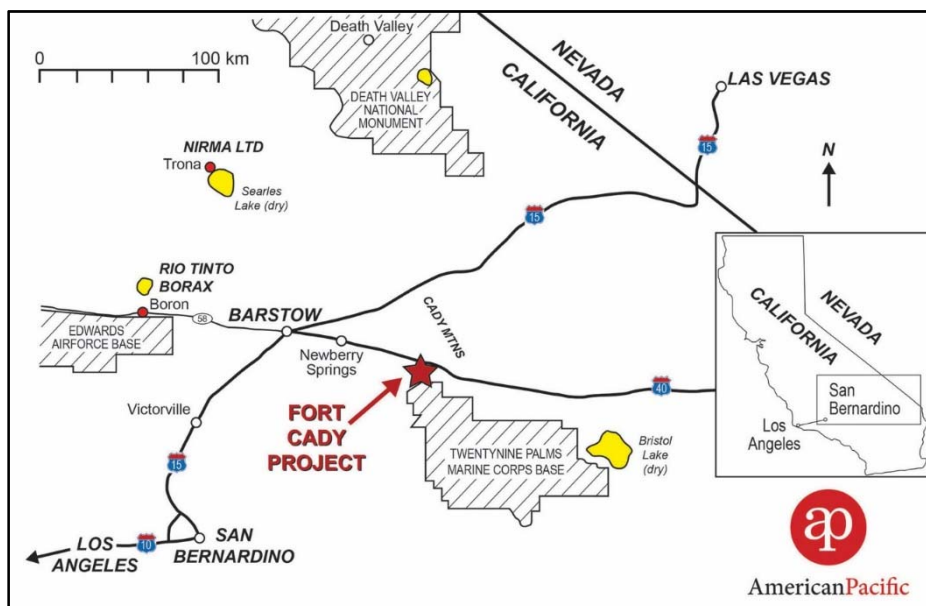 0
100 km
Death Valley
DEATH VALLEY
NATIONAL
MONUMENT
NEVADA
CALIFORNIA
LAS VEGAS
15
N
NIRMA LTD
Trona
Searles
Lake (dry)
15
RIO TINTO
BORAX
Boron
58
EDWARDS
AIRFORCE BASE
BARSTOW
Newberry
Springs
CADY MTNS
40
FORT
CADY
PROJECT
Victorville
15
TWENTYNINE PALMS
MARINE CORPS BASE
Bristol
Lake
(dry)
LOS
ANGELES
10
SAN
BERNARDINO
NEVADA
CALIFORNIA
San
Bernardino
Los
Angeles
ap
AmericanPacific